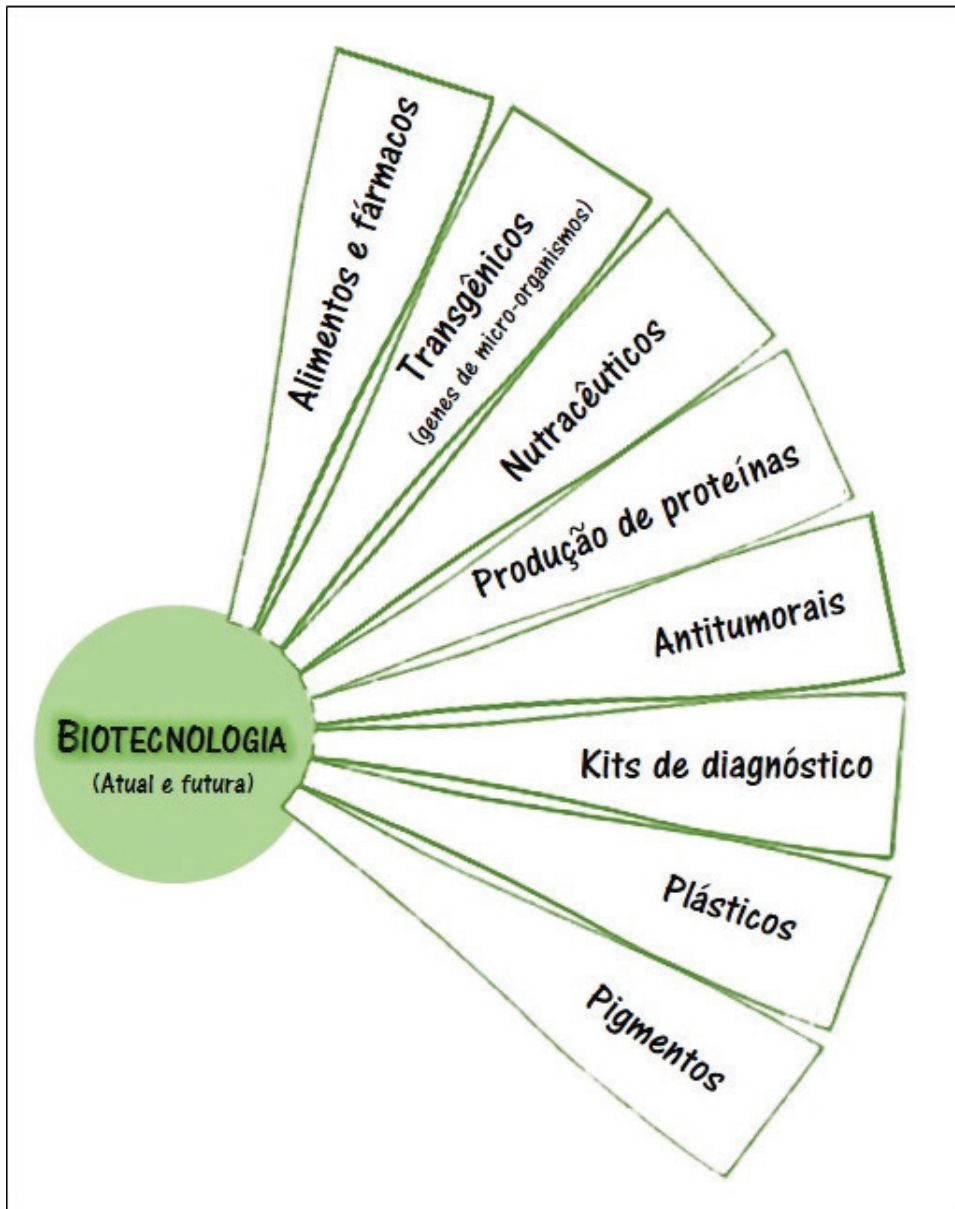 Alimentos e fármacos
Transgênicos
(genes de micro-organismos)
Nutracêuticos
Produção de proteínas
Antitumorais
Kits de diagnóstico
Plásticos
Pigmentos
BIOTECNOLOGIA
(Atual e futura)